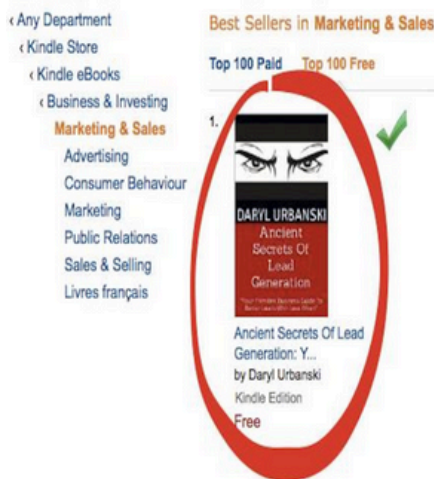 ‹ Any Department
‹ Kindle Store
‹ Kindle eBooks
‹ Business & Investing
Marketing & Sales
Advertising
Consumer Behaviour
Marketing
Public Relations
Sales & Selling
Livres français
Best Sellers in Marketing & Sales
Top 100 Paid Top 100 Free
1.
DARYL URBANSKI
Ancient
Secrets Of
Lead
Generation
Ancient Secrets Of Lead
Generation: Y...
by Daryl Urbanski
Kindle Edition
Free